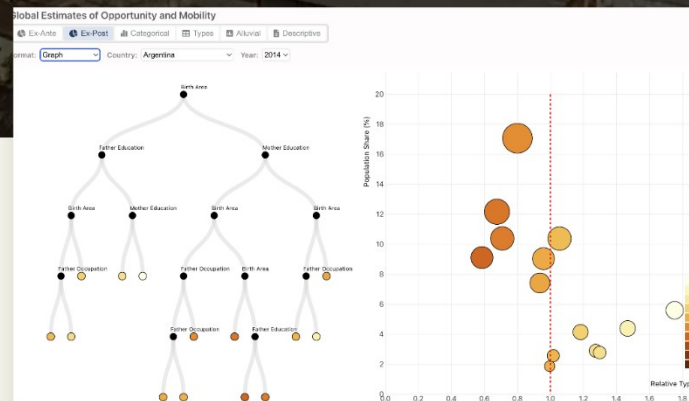 Global Estimates of Opportunity and Mobility
Ex-Ante Ex-Post Categorical Types Alluvial Descriptive
Format: Graph Country: Argentina Year: 2014
Birth Area
Father Education Mother Education
Birth Area Mother Education Birth Area Birth Area
Father Occupation Father Occupation Birth Area Father Occupation
Father Occupation Father Education
Population Share (%)
20
18
16
14
12
10
8
6
4
2
0
0.0 0.2 0.4 0.6 0.8 1.0 1.2 1.4 1.6 1.8
Relative